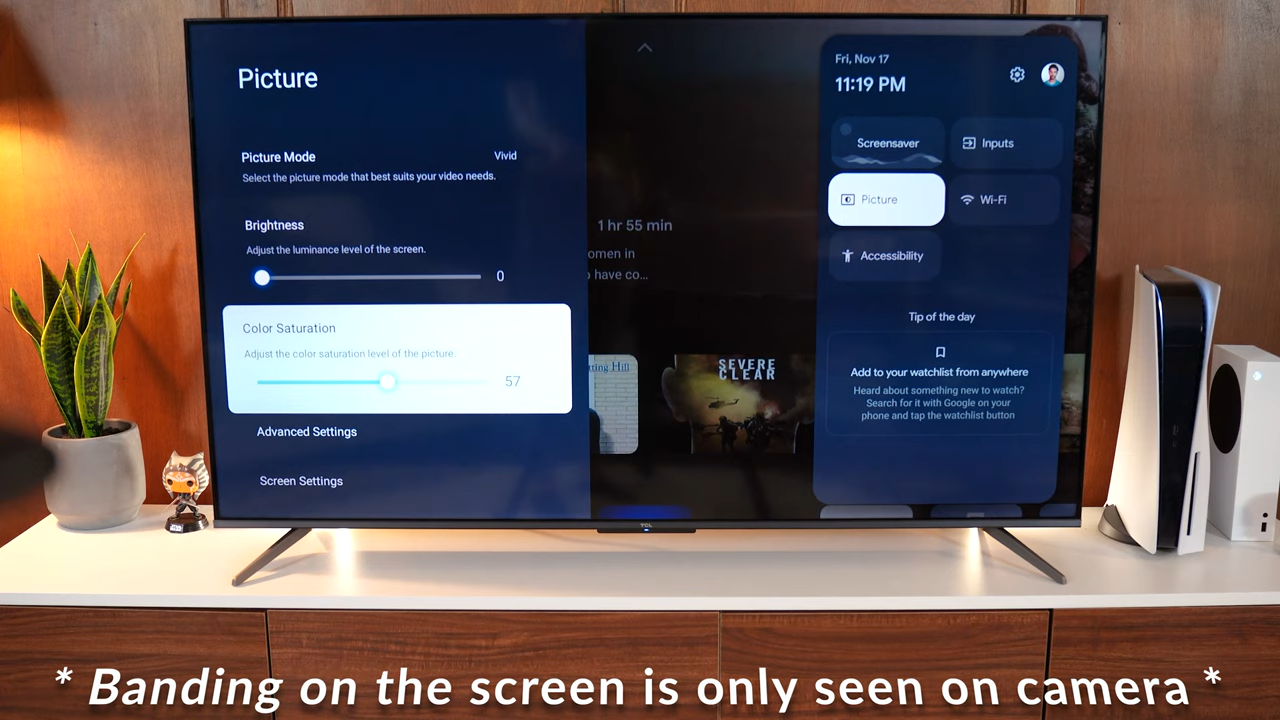 Picture
Picture Mode Vivid
Select the picture mode that best suits your video needs.
Brightness
Adjust the luminance level of the screen.
0
Color Saturation
Adjust the color saturation level of the picture.
57
Advanced Settings
Screen Settings
1 hr 55 min
omen in
have co...
tting Hill
SEVERE
CLEAR
Fri, Nov 17
11:19 PM
Screensaver
Inputs
Picture
Wi-Fi
Accessibility
Tip of the day
Add to your watchlist from anywhere
Heard about something new to watch?
Search for it with Google on your
phone and tap the watchlist button
TCL
* Banding on the screen is only seen on camera *